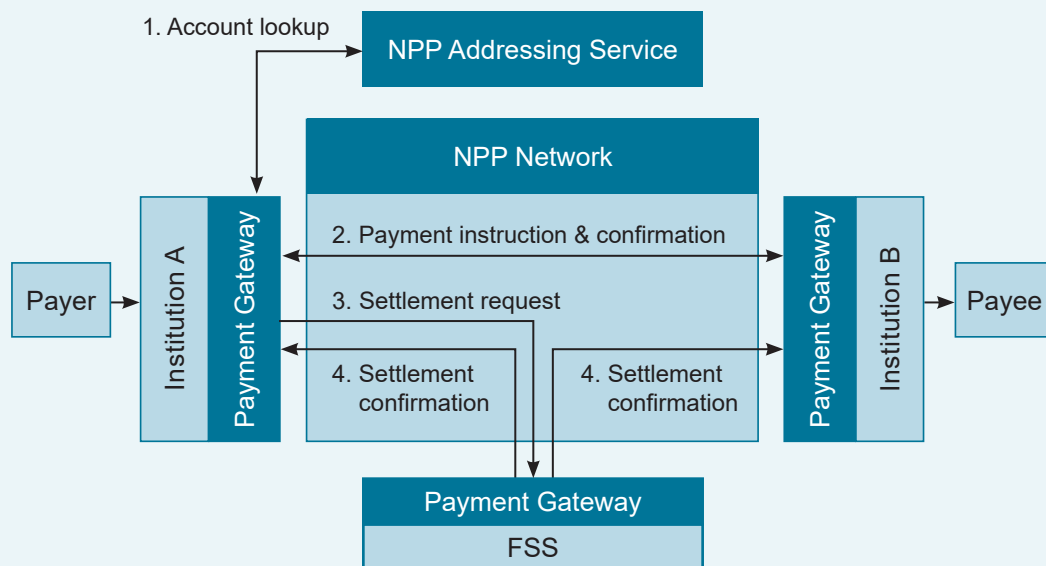 1. Account lookup
NPP Addressing Service
NPP Network
2. Payment instruction & confirmation
Payer
Institution A
Payment Gateway
3. Settlement request
4. Settlement
confirmation
4. Settlement
confirmation
Payment Gateway
Institution B
Payee
Payment Gateway
FSS